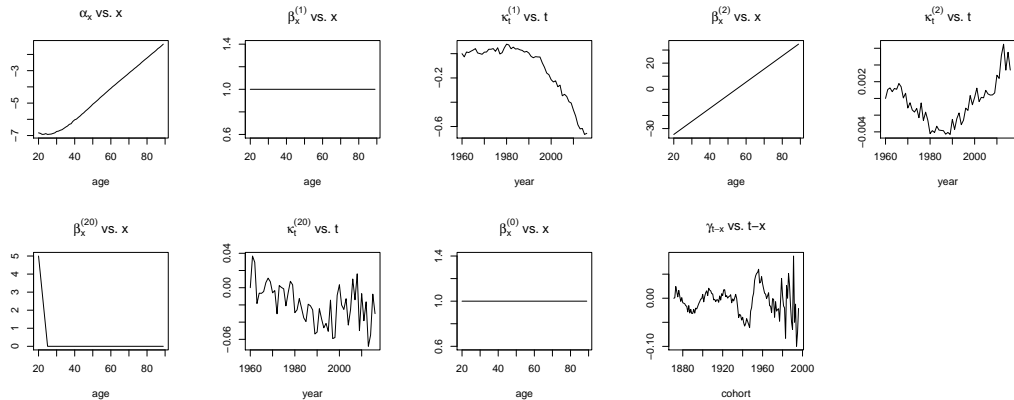 αx vs. x
βx(1) vs. x
κt(1) vs. t
βx(2) vs. x
κt(2) vs. t
-3
-5
-7
20 40 60 80
age
1.4
1.0
0.6
20 40 60 80
age
-0.2
-0.6
1960 1980 2000
year
20
0
-30
20 40 60 80
age
0.002
-0.004
1960 1980 2000
year
βx(20) vs. x
κt(20) vs. t
βx(0) vs. x
γt−x vs. t−x
5
4
3
2
1
0
20 40 60 80
age
0.04
0.00
-0.06
1960 1980 2000
year
1.4
1.0
0.6
20 40 60 80
age
0.00
-0.10
1880 1920 1960 2000
cohort